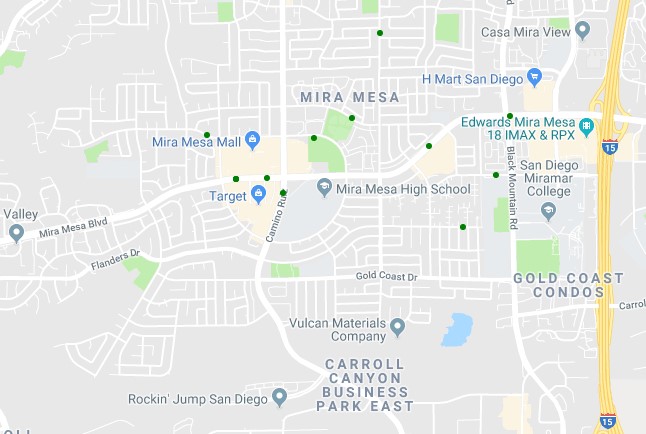 Casa Mira View
H Mart San Diego
MIRA MESA
Edwards Mira Mesa
18 IMAX & RPX
Mira Mesa Mall
15
San Diego
Miramar
College
Black Mountain Rd
Mira Mesa High School
Target
Camino Ruiz
Valley
Mira Mesa Blvd
Flanders Dr
Gold Coast Dr
GOLD COAST
CONDOS
Carrol
Vulcan Materials
Company
CARROLL
CANYON
BUSINESS
PARK EAST
Rockin' Jump San Diego
15
OLL